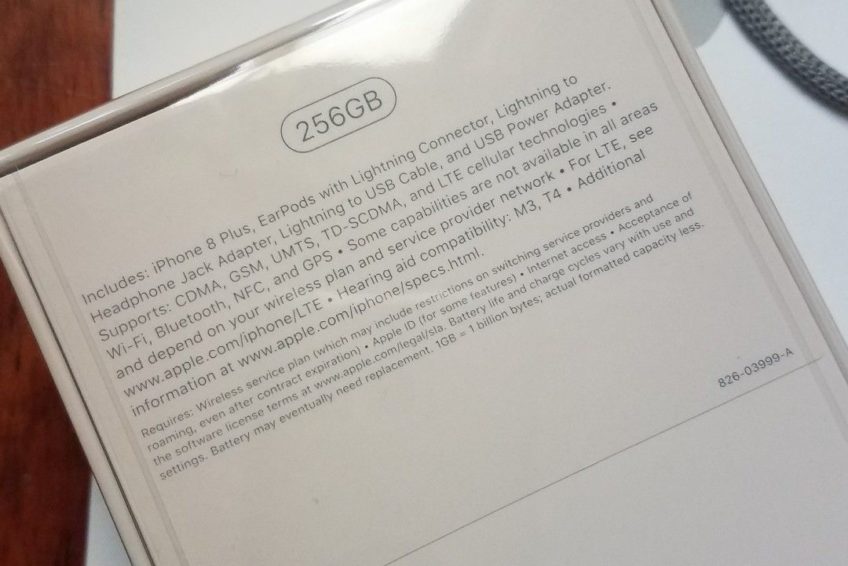 256GB
Includes: iPhone 8 Plus, EarPods with Lightning Connector, Lightning to
Headphone Jack Adapter, Lightning to USB Cable, and USB Power Adapter.
Supports: CDMA, GSM, UMTS, TD-SCDMA, and LTE cellular technologies •
Wi-Fi, Bluetooth, NFC, and GPS • Some capabilities are not available in all areas
and depend on your wireless plan and service provider network • For LTE, see
www.apple.com/iphone/LTE • Hearing aid compatibility: M3, T4 • Additional
information at www.apple.com/iphone/specs.html.
Requires: Wireless service plan (which may include restrictions on switching service providers and
roaming, even after contract expiration) • Apple ID (for some features) • Internet access • Acceptance of
the software license terms at www.apple.com/legal/sla. Battery life and charge cycles vary with use and
settings. Battery may eventually need replacement. 1GB = 1 billion bytes; actual formatted capacity less.
826-03999-A